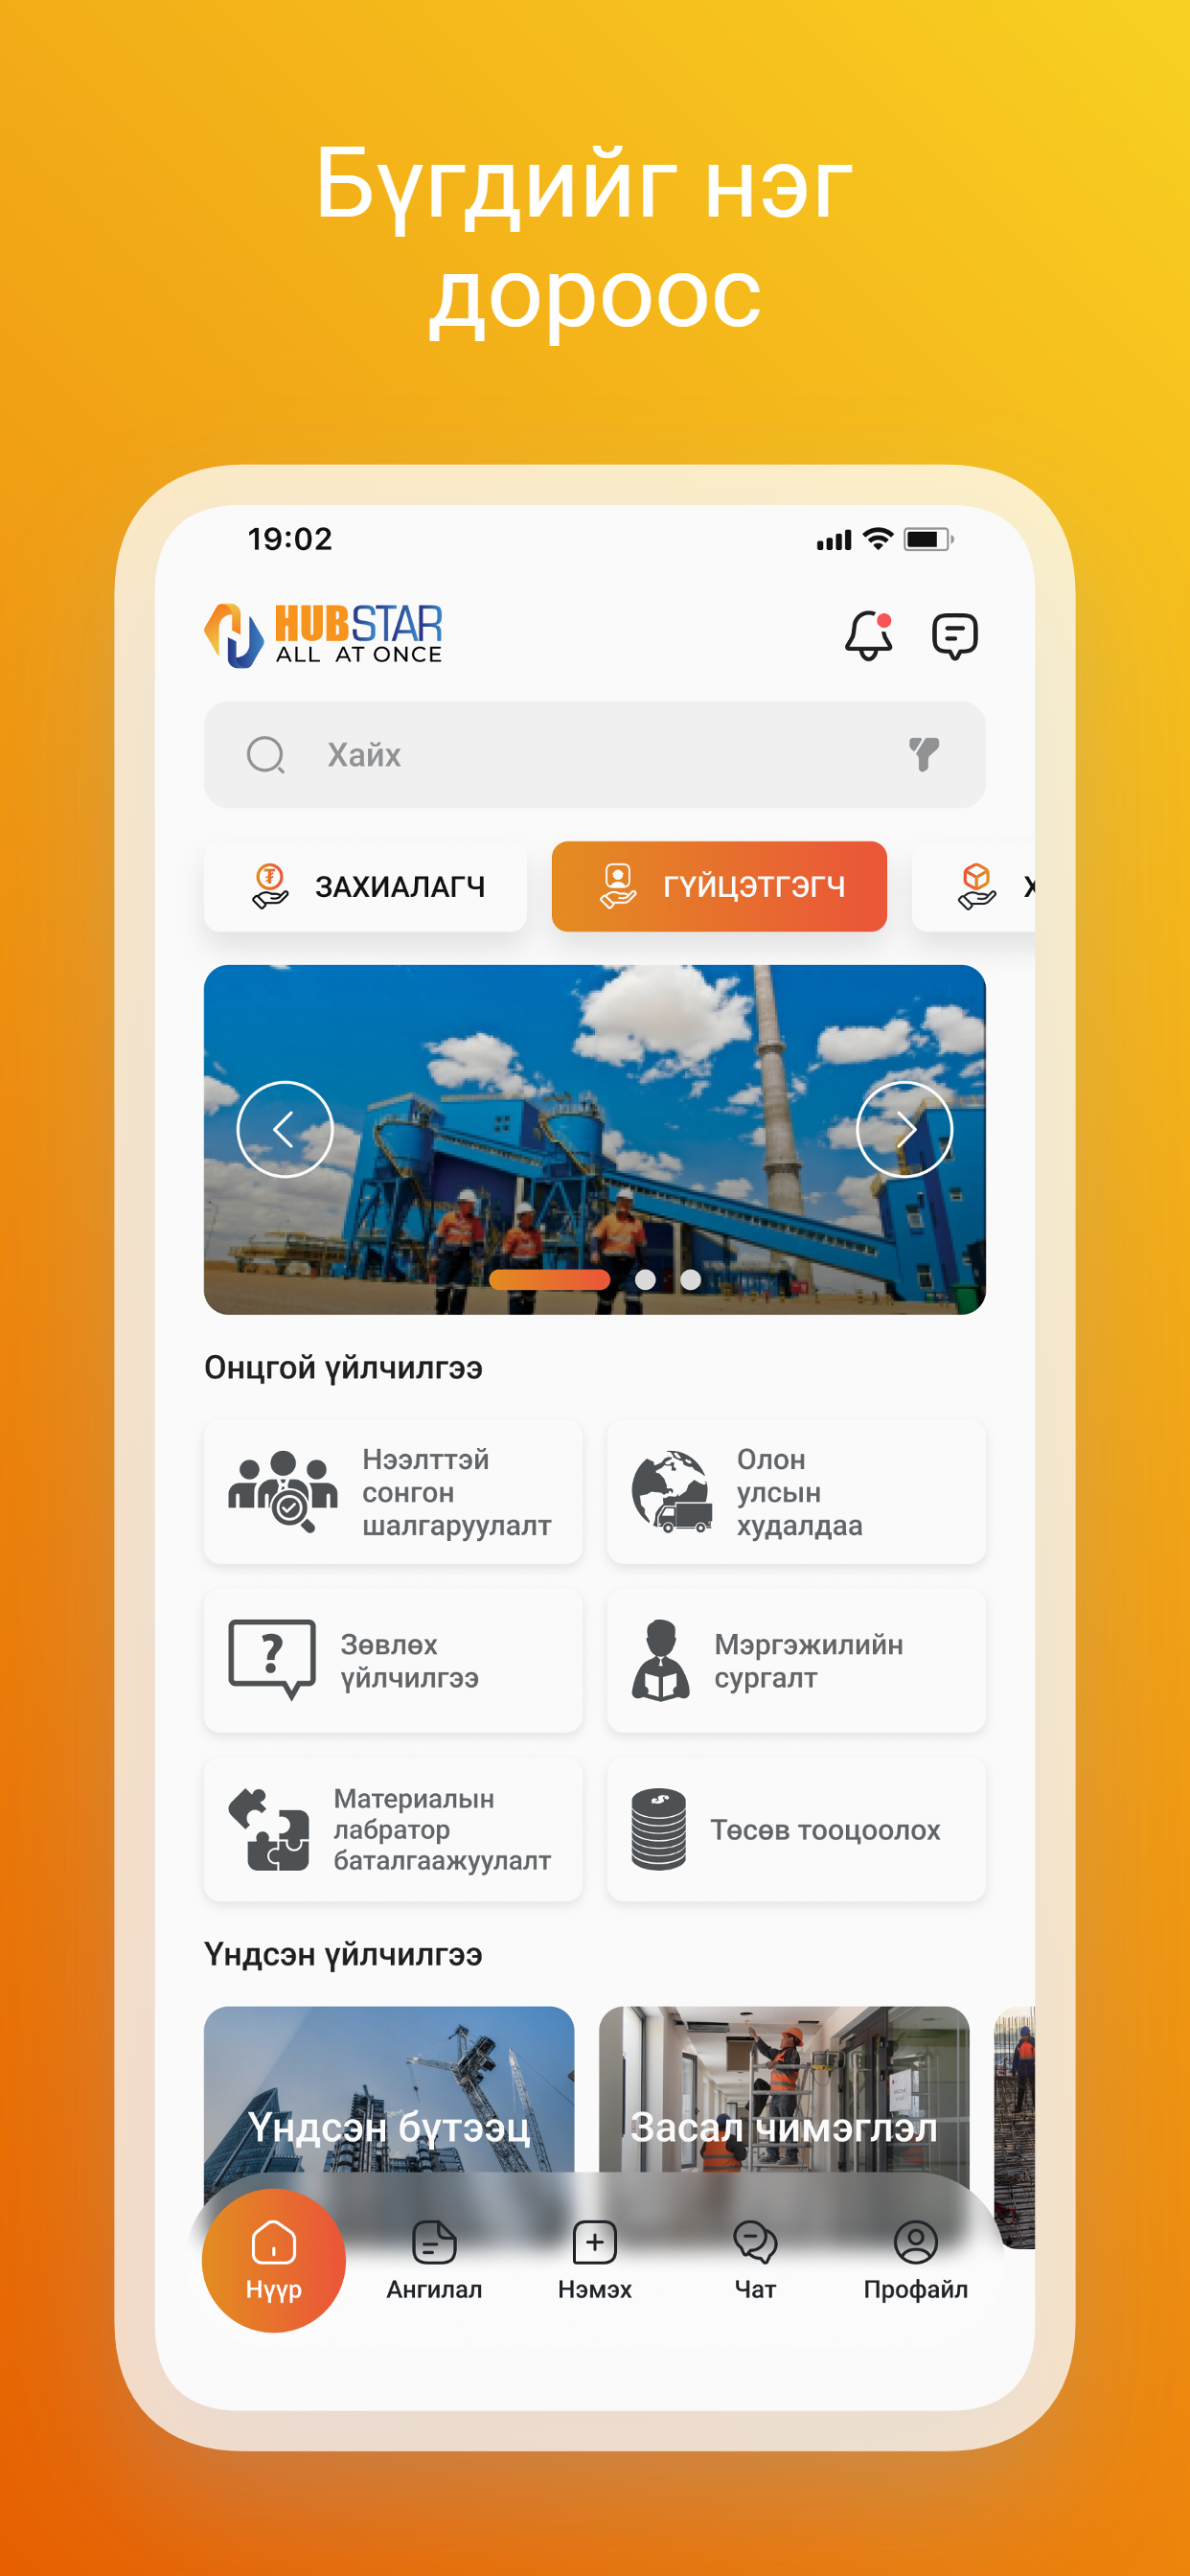 Бүгдийг нэг
дороос
19:02
HUBSTAR
ALL AT ONCE
Хайх
ЗАХИАЛАГЧ
ГҮЙЦЭТГЭГЧ
Онцгой үйлчилгээ
Нээлттэй
сонгон
шалгаруулалт
Олон
улсын
худалдаа
Зөвлөх
үйлчилгээ
Мэргэжилийн
сургалт
Материалын
лабратор
баталгаажуулалт
Төсөв тооцоолох
Үндсэн үйлчилгээ
Үндсэн бүтээц
Засал чимэглэл
Нүүр
Ангилал
Нэмэх
Чат
Профайл